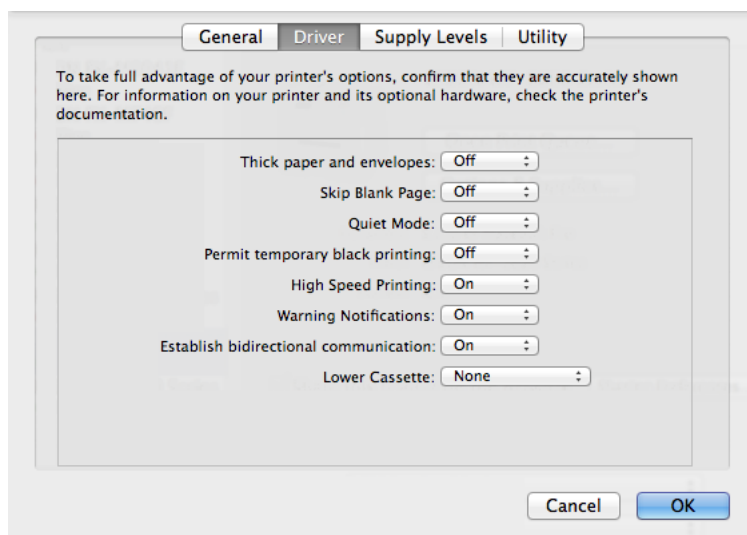 General Driver Supply Levels Utility
To take full advantage of your printer's options, confirm that they are accurately shown
here. For information on your printer and its optional hardware, check the printer's
documentation.
Thick paper and envelopes: Off
Skip Blank Page: Off
Quiet Mode: Off
Permit temporary black printing: Off
High Speed Printing: On
Warning Notifications: On
Establish bidirectional communication: On
Lower Cassette: None
Cancel OK